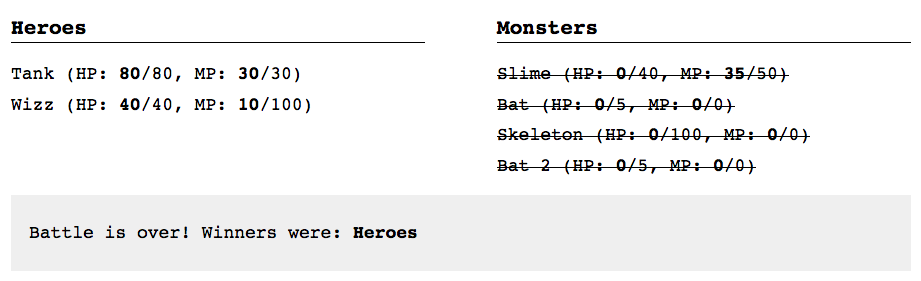 Heroes
Tank (HP: 80/80, MP: 30/30)
Wizz (HP: 40/40, MP: 10/100)
Monsters
Slime (HP: 0/40, MP: 35/50)
Bat (HP: 0/5, MP: 0/0)
Skeleton (HP: 0/100, MP: 0/0)
Bat 2 (HP: 0/5, MP: 0/0)
Battle is over! Winners were: Heroes